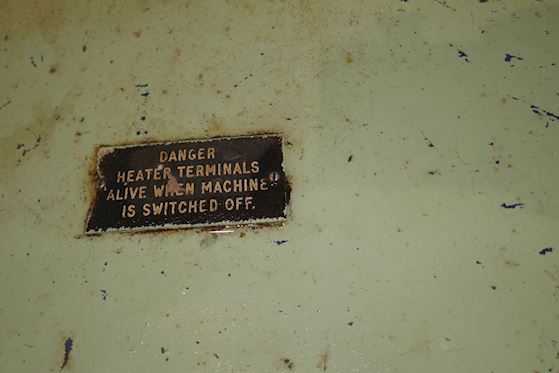 DANGER
HEATER TERMINALS
ALIVE WHEN MACHINE
IS SWITCHED OFF.